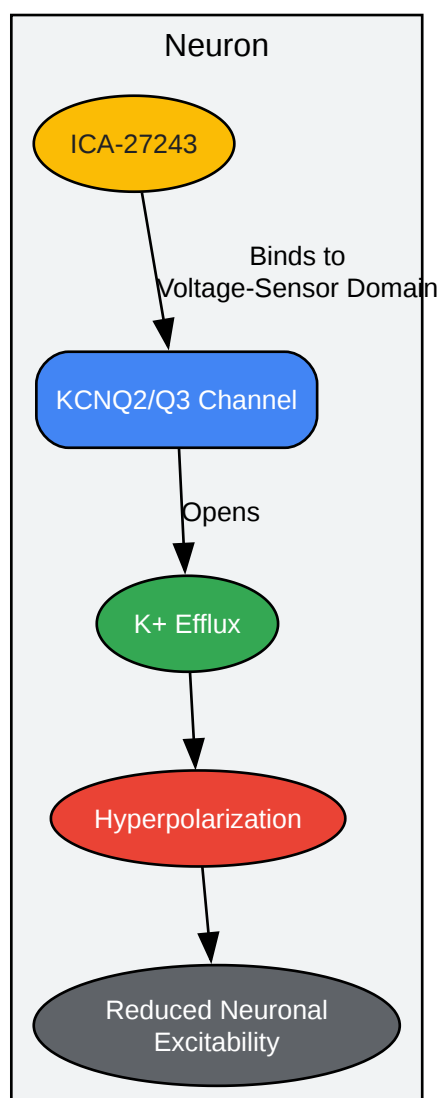 Neuron
ICA-27243
Binds to
Voltage-Sensor Domain
KCNQ2/Q3 Channel
Opens
K+ Efflux
Hyperpolarization
Reduced Neuronal
Excitability